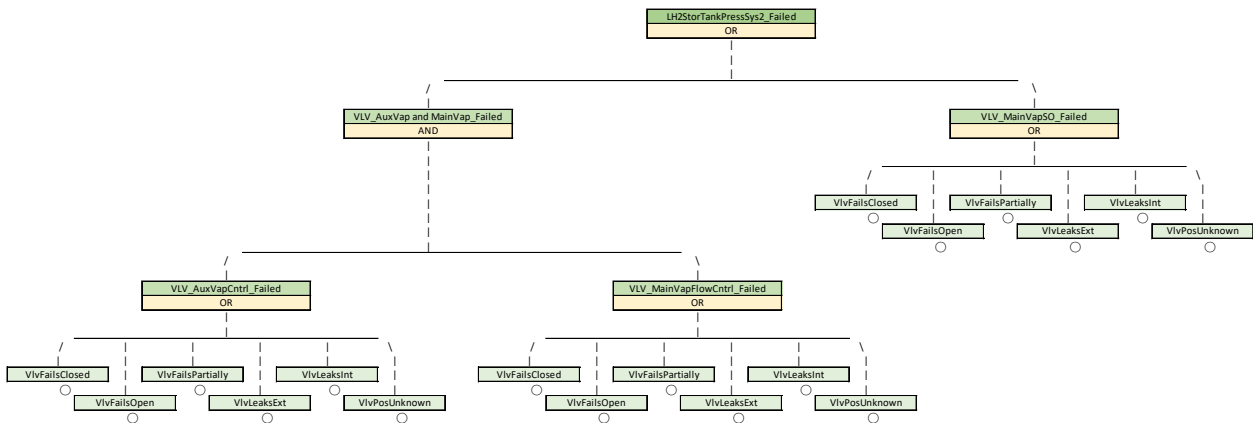 LH2StorTankPressSys2_Failed
OR
VLV_AuxVap and MainVap_Failed
AND
VLV_MainVapSO_Failed
OR
VlvFailsClosed
VlvFailsPartially
VlvLeaksInt
VlvFailsOpen
VlvLeaksExt
VlvPosUnknown
VLV_AuxVapCntrl_Failed
OR
VLV_MainVapFlowCntrl_Failed
OR
VlvFailsClosed
VlvFailsPartially
VlvLeaksInt
VlvFailsOpen
VlvLeaksExt
VlvPosUnknown
VlvFailsClosed
VlvFailsPartially
VlvLeaksInt
VlvFailsOpen
VlvLeaksExt
VlvPosUnknown